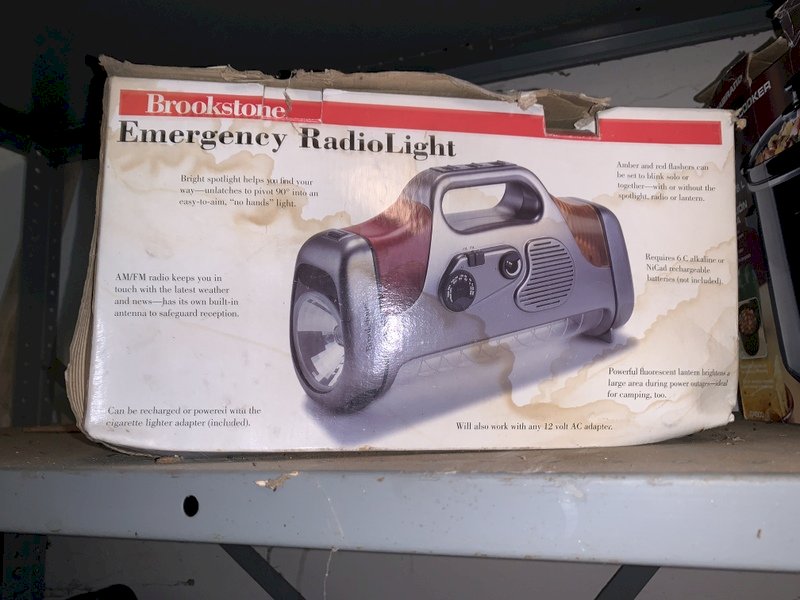 Brookstone
Emergency RadioLight
Bright spotlight helps you find your
way—unlatches to pivot 90° into an
easy-to-aim, "no hands" light.
Amber and red flashers can
be set to blink solo or
together—with or without the
spotlight, radio or lantern.
AM/FM radio keeps you in
touch with the latest weather
and news—has its own built-in
antenna to safeguard reception.
Requires 6 C alkaline or
NiCad rechargeable
batteries (not included).
Powerful fluorescent lantern brightens a
large area during power outages—ideal
for camping, too.
Can be recharged or powered with the
cigarette lighter adapter (included).
Will also work with any 12 volt AC adapter.
OOKER